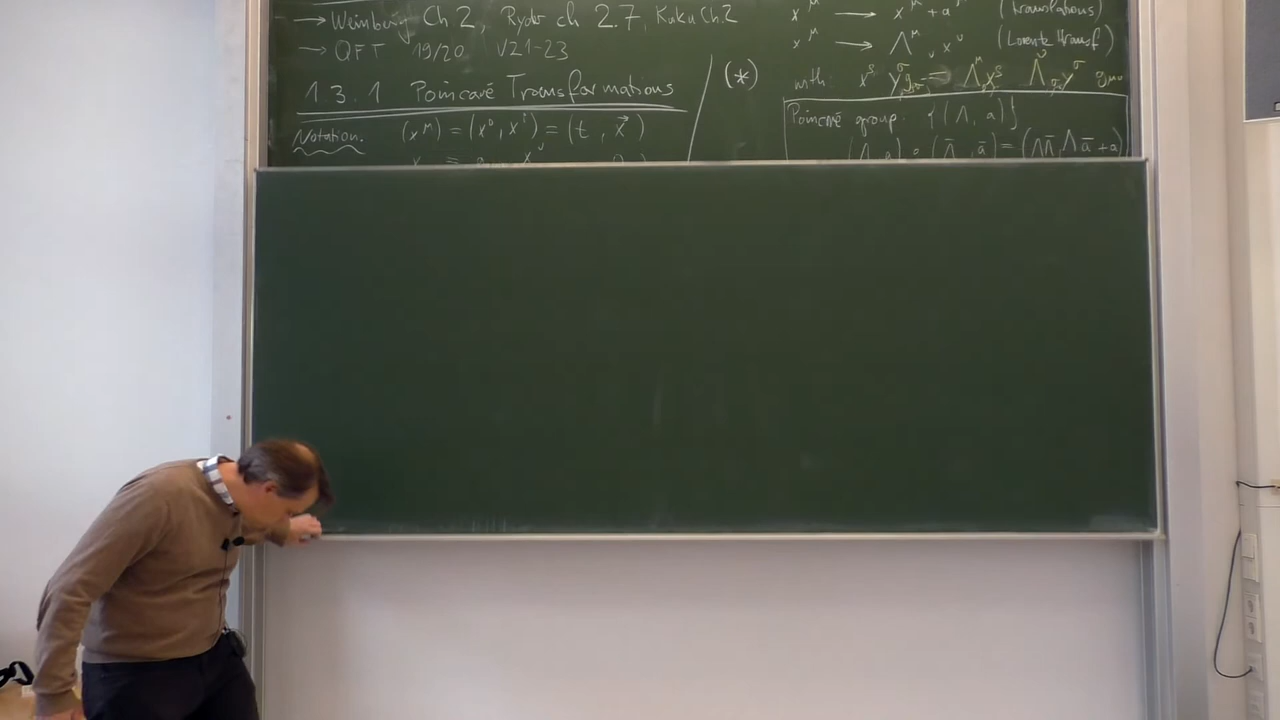 → Weinberg Ch 2, Ryder ch 2.7, Kaku Ch. 2
→ QFT 19/20 V21-23
1.3.1 Poincaré Transformations
Notation. (x^μ) = (x^0, x^i) = (t, x⃗)
(*)
x^μ → x^μ + a^μ (translations)
x^μ → Λ^μ_ν x^ν (Lorentz transf)
with: x^ρ y^σ g_ρσ = Λ^μ_ρ x^ρ Λ^ν_σ y^σ g_μν
Poincaré group: {(Λ, a)}
(Λ, a) ∘ (Λ̄, ā) = (ΛΛ̄, Λā + a)